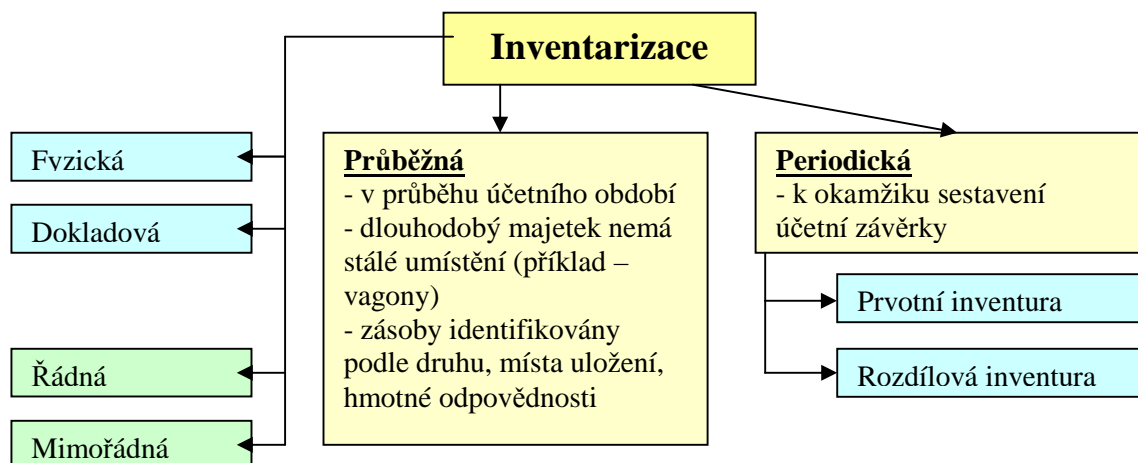 Inventarizace
Fyzická
Dokladová
Řádná
Mimořádná
Průběžná
- v průběhu účetního období
- dlouhodobý majetek nemá
stálé umístění (příklad –
vagony)
- zásoby identifikovány
podle druhu, místa uložení,
hmotné odpovědnosti
Periodická
- k okamžiku sestavení
účetní závěrky
Prvotní inventura
Rozdílová inventura